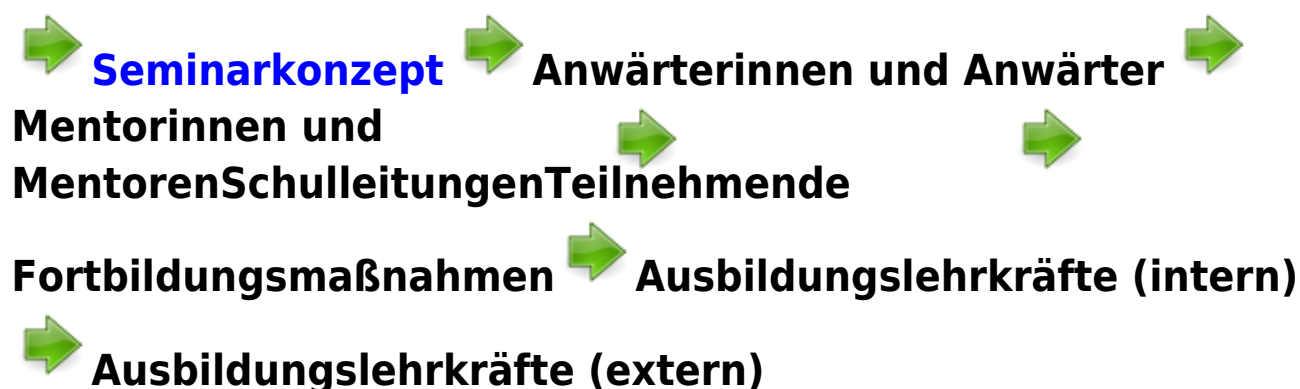 Seminarkonzept Anwärterinnen und Anwärter
Mentorinnen und
MentorenSchulleitungenTeilnehmende
Fortbildungsmaßnahmen Ausbildungslehrkräfte (intern)
Ausbildungslehrkräfte (extern)